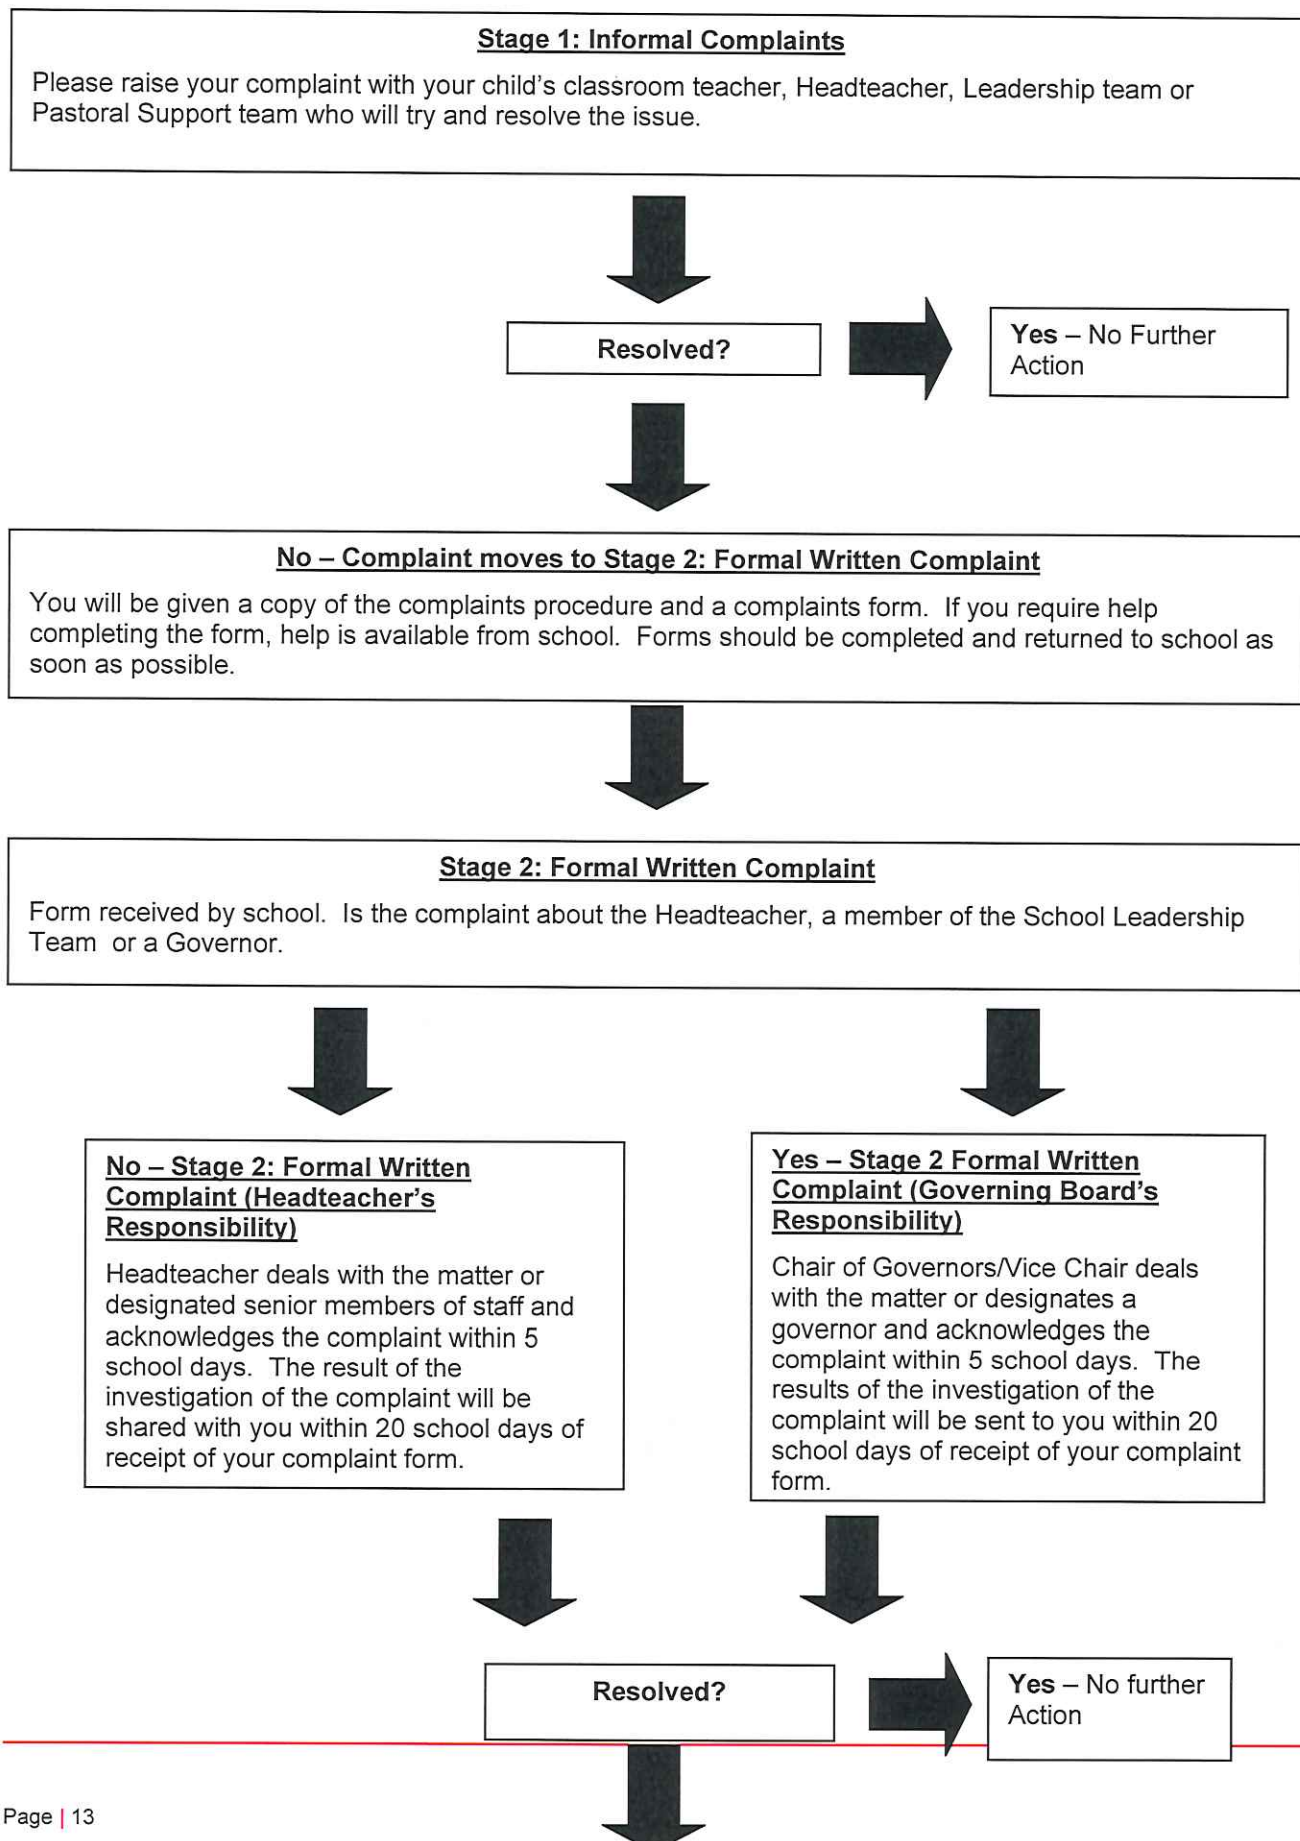 Stage 1: Informal Complaints
Please raise your complaint with your child's classroom teacher, Headteacher, Leadership team or
Pastoral Support team who will try and resolve the issue.
Resolved?
Yes – No Further
Action
No – Complaint moves to Stage 2: Formal Written Complaint
You will be given a copy of the complaints procedure and a complaints form. If you require help
completing the form, help is available from school. Forms should be completed and returned to school as
soon as possible.
Stage 2: Formal Written Complaint
Form received by school. Is the complaint about the Headteacher, a member of the School Leadership
Team or a Governor.
No – Stage 2: Formal Written
Complaint (Headteacher's
Responsibility)
Headteacher deals with the matter or
designated senior members of staff and
acknowledges the complaint within 5
school days. The result of the
investigation of the complaint will be
shared with you within 20 school days of
receipt of your complaint form.
Yes – Stage 2 Formal Written
Complaint (Governing Board's
Responsibility)
Chair of Governors/Vice Chair deals
with the matter or designates a
governor and acknowledges the
complaint within 5 school days. The
results of the investigation of the
complaint will be sent to you within 20
school days of receipt of your complaint
form.
Resolved?
Yes – No further
Action
Page | 13